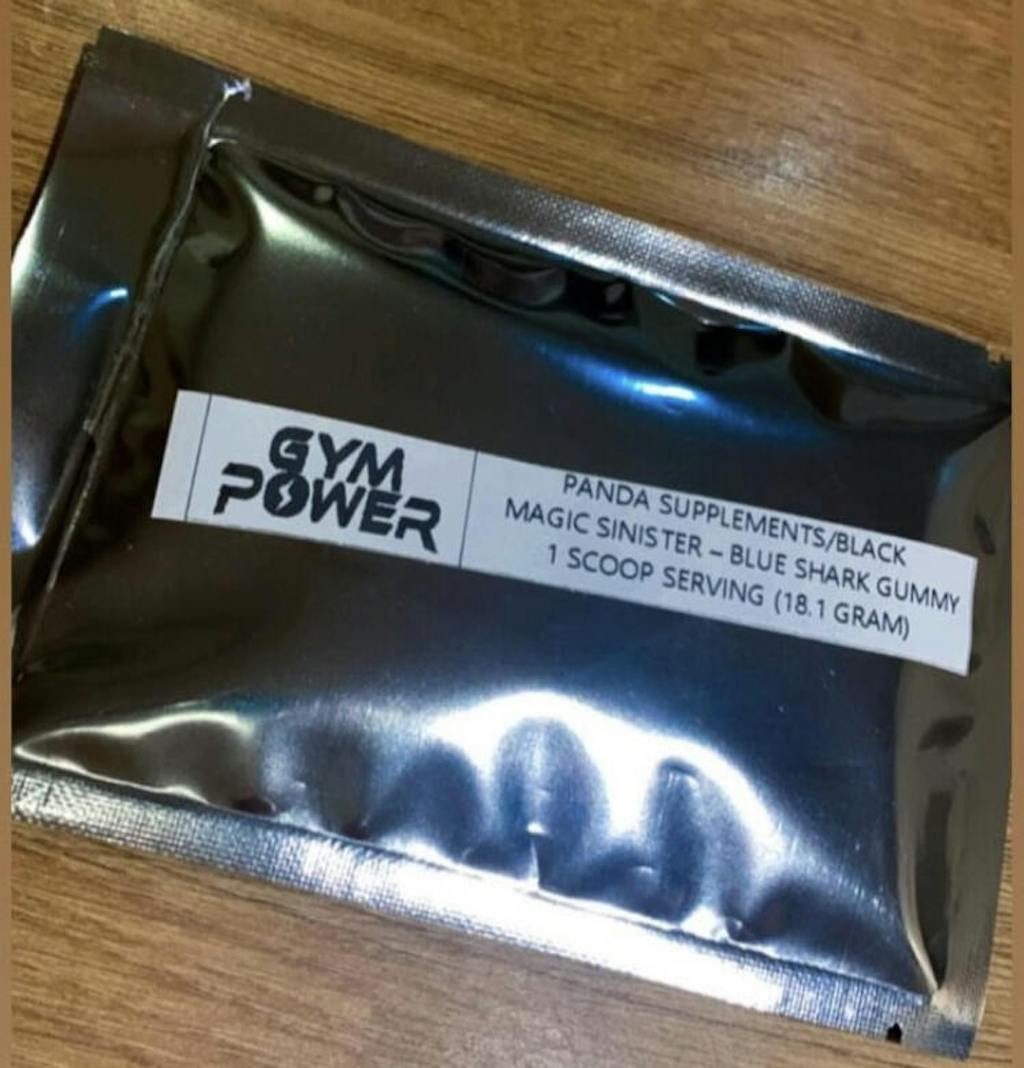 GYM
POWER
PANDA SUPPLEMENTS/BLACK
MAGIC SINISTER – BLUE SHARK GUMMY
1 SCOOP SERVING (18.1 GRAM)